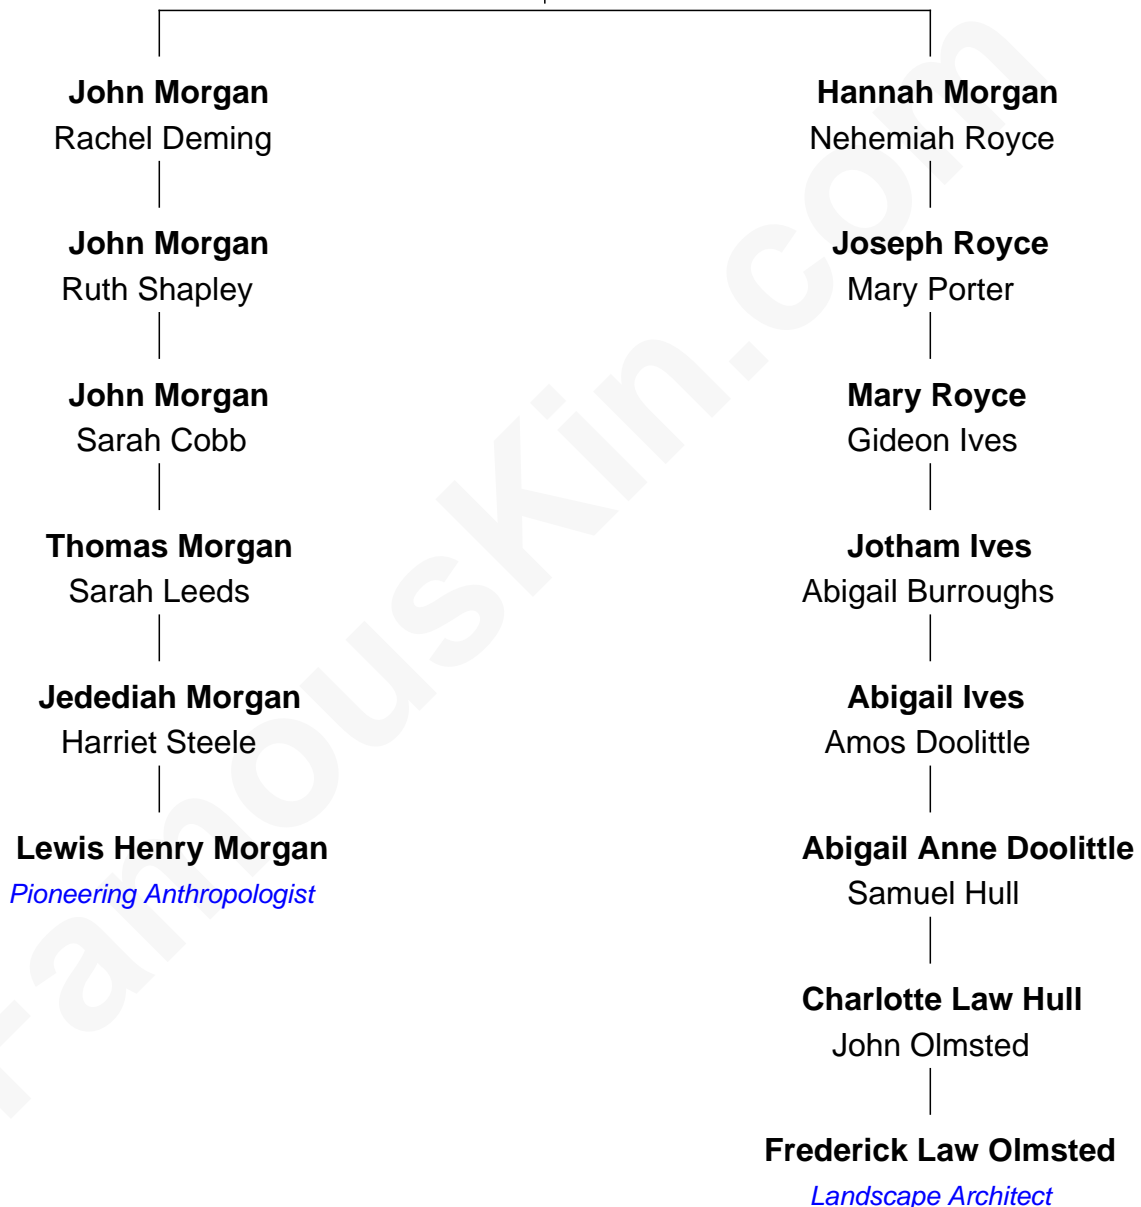 John Morgan
Rachel Deming
John Morgan
Ruth Shapley
John Morgan
Sarah Cobb
Thomas Morgan
Sarah Leeds
Jedediah Morgan
Harriet Steele
Lewis Henry Morgan
Pioneering Anthropologist
Hannah Morgan
Nehemiah Royce
Joseph Royce
Mary Porter
Mary Royce
Gideon Ives
Jotham Ives
Abigail Burroughs
Abigail Ives
Amos Doolittle
Abigail Anne Doolittle
Samuel Hull
Charlotte Law Hull
John Olmsted
Frederick Law Olmsted
Landscape Architect
FamousKin.com